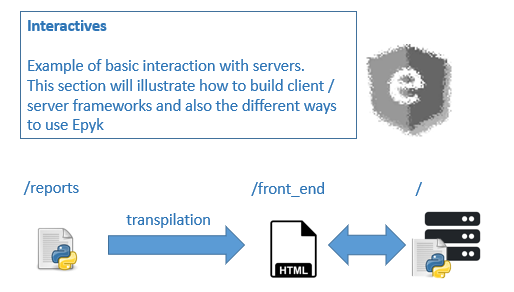 Interactives
Example of basic interaction with servers.
This section will illustrate how to build client /
server frameworks and also the different ways
to use Epyk
e
/reports
/front_end
/
transpilation
HTML